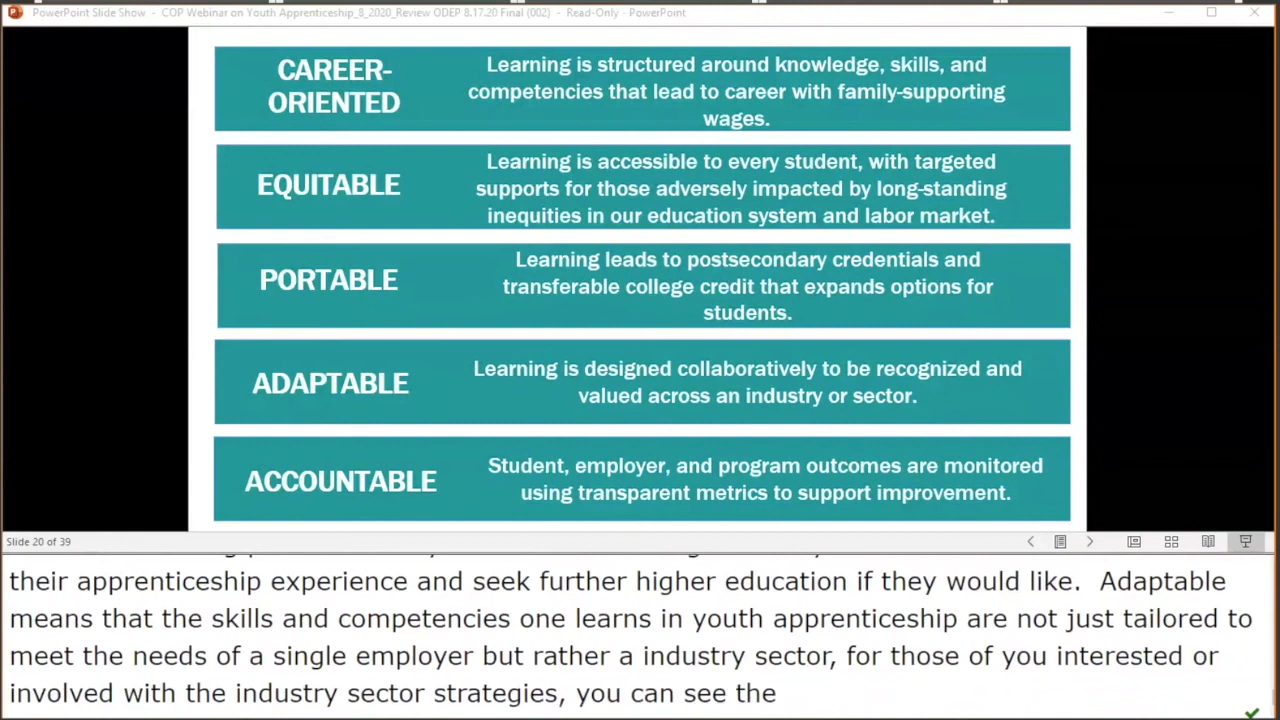 PowerPoint Slide Show - COP Webinar on Youth Apprenticeship_8_2020_Review ODEP 8.17.20 Final (002) - Read-Only - PowerPoint
CAREER-
ORIENTED
Learning is structured around knowledge, skills, and
competencies that lead to career with family-supporting
wages.
EQUITABLE
Learning is accessible to every student, with targeted
supports for those adversely impacted by long-standing
inequities in our education system and labor market.
PORTABLE
Learning leads to postsecondary credentials and
transferable college credit that expands options for
students.
ADAPTABLE
Learning is designed collaboratively to be recognized and
valued across an industry or sector.
ACCOUNTABLE
Student, employer, and program outcomes are monitored
using transparent metrics to support improvement.
Slide 20 of 39
their apprenticeship experience and seek further higher education if they would like.  Adaptable
means that the skills and competencies one learns in youth apprenticeship are not just tailored to
meet the needs of a single employer but rather a industry sector, for those of you interested or
involved with the industry sector strategies, you can see the